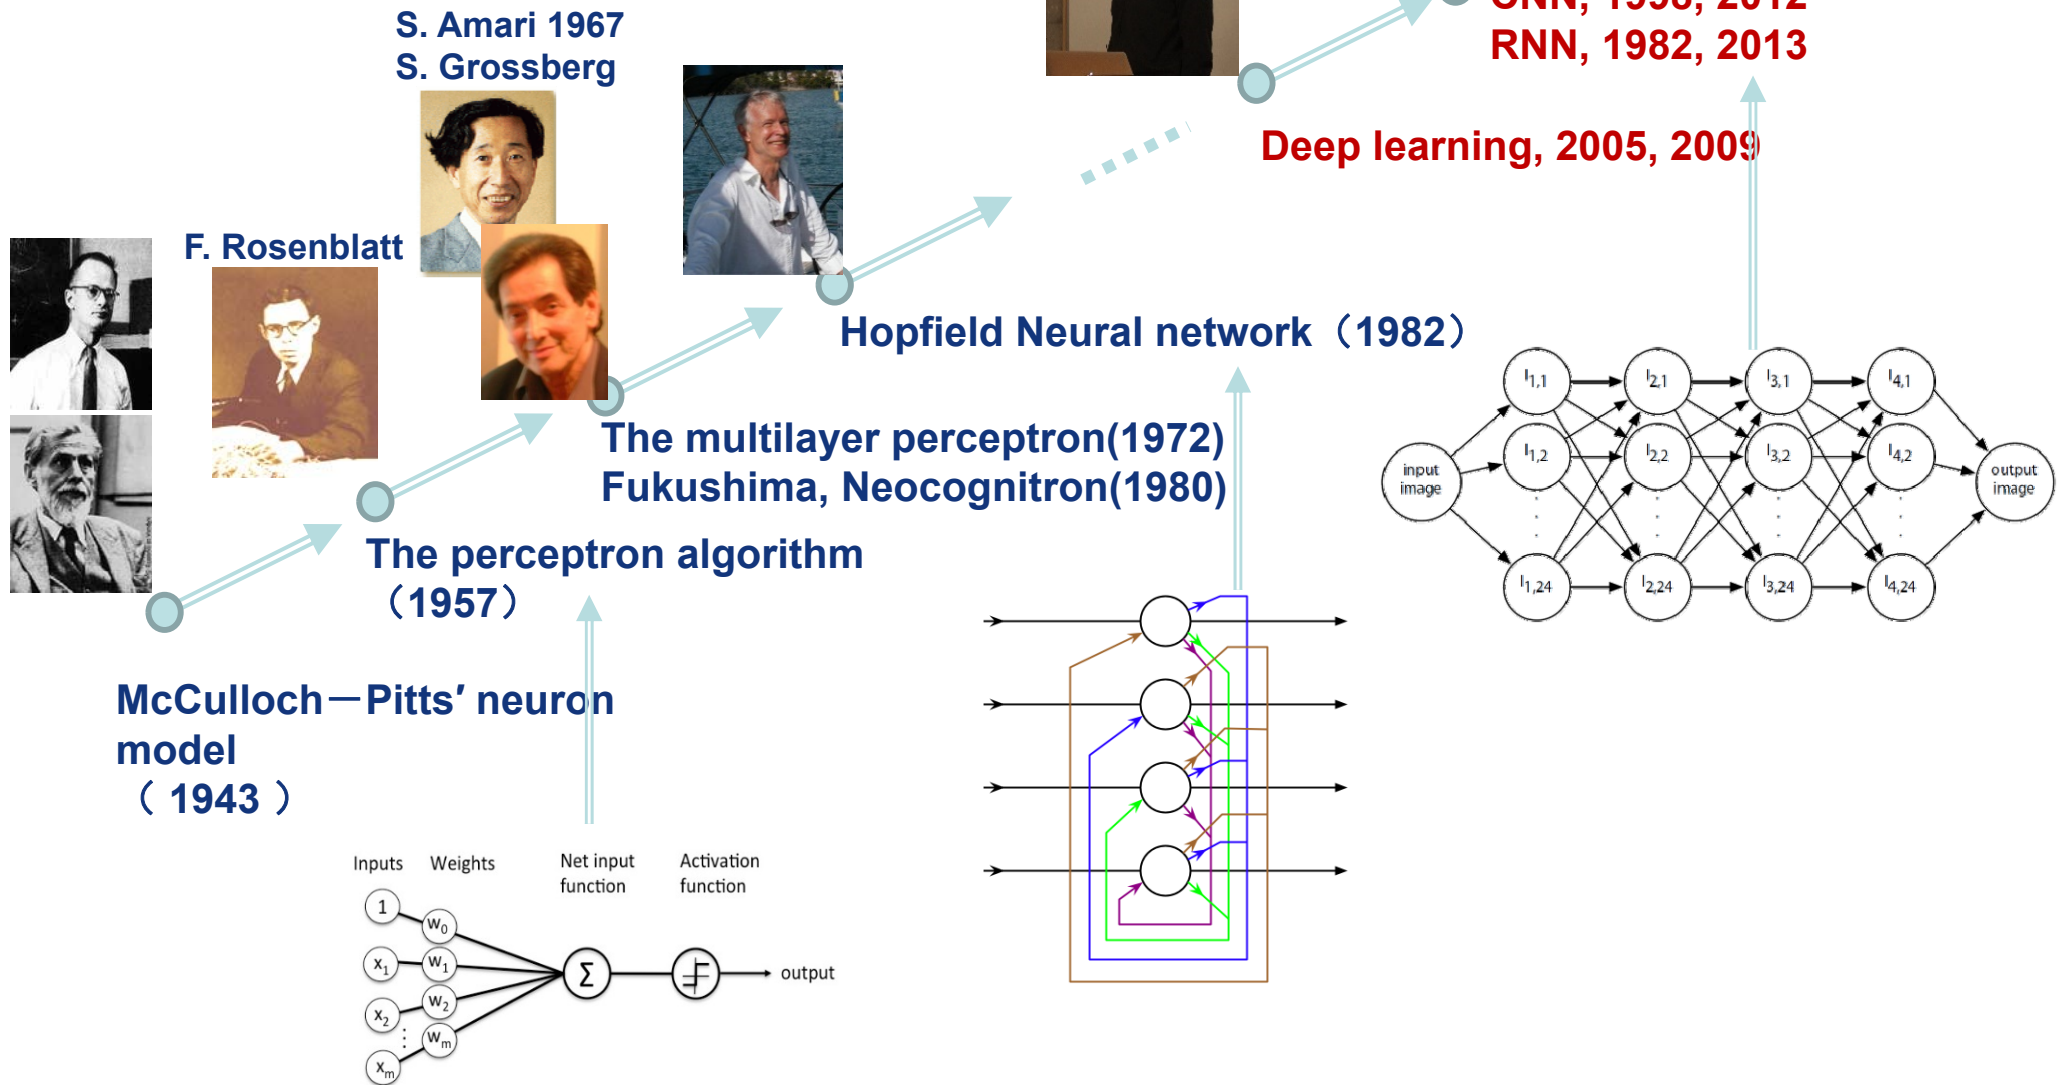 S. Amari 1967
S. Grossberg
CNN, 1998, 2012
RNN, 1982, 2013
Deep learning, 2005, 2009
F. Rosenblatt
Hopfield Neural network（1982）
The multilayer perceptron(1972)
Fukushima, Neocognitron(1980)
The perceptron algorithm
（1957）
McCulloch－Pitts′ neuron
model
（ 1943 ）
input
image
I1,1
I2,1
I3,1
I4,1
I1,2
I2,2
I3,2
I4,2
I1,24
I2,24
I3,24
I4,24
output
image
Inputs
Weights
Net input
function
Activation
function
1
w0
x1
w1
x2
w2
wm
xm
Σ
output